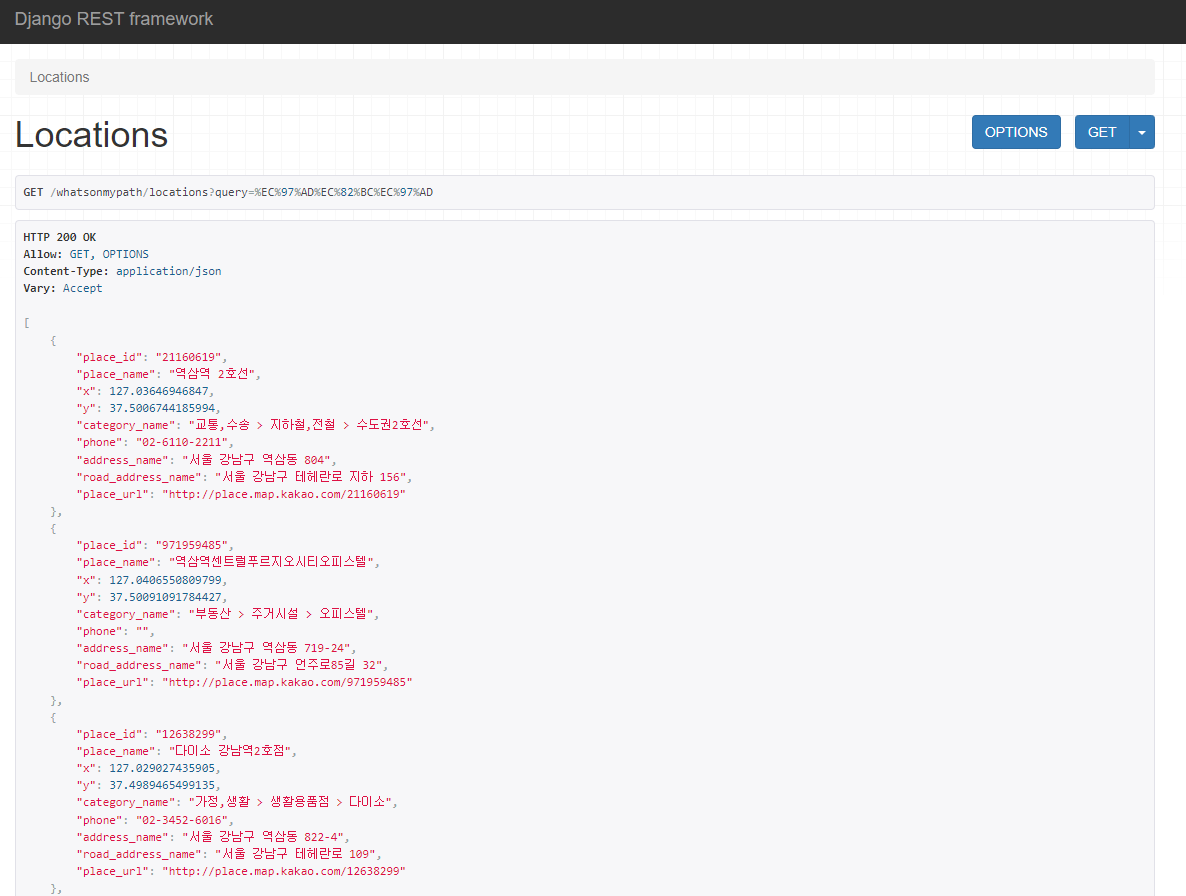 Django REST framework
Locations
Locations
OPTIONS
GET
GET /whatsonmypath/locations?query=%EC%97%AD%EC%82%BC%EC%97%AD
HTTP 200 OK
Allow: GET, OPTIONS
Content-Type: application/json
Vary: Accept
[
{
"place_id": "21160619",
"place_name": "역삼역 2호선",
"x": 127.03646946847,
"y": 37.5006744185994,
"category_name": "교통,수송 > 지하철,전철 > 수도권2호선",
"phone": "02-6110-2211",
"address_name": "서울 강남구 역삼동 804",
"road_address_name": "서울 강남구 테헤란로 지하 156",
"place_url": "http://place.map.kakao.com/21160619"
},
{
"place_id": "971959485",
"place_name": "역삼역센트럴푸르지오시티오피스텔",
"x": 127.0406550809799,
"y": 37.50091091784427,
"category_name": "부동산 > 주거시설 > 오피스텔",
"phone": "",
"address_name": "서울 강남구 역삼동 719-24",
"road_address_name": "서울 강남구 언주로85길 32",
"place_url": "http://place.map.kakao.com/971959485"
},
{
"place_id": "12638299",
"place_name": "다이소 강남역2호점",
"x": 127.029027435905,
"y": 37.4989465499135,
"category_name": "가정,생활 > 생활용품점 > 다이소",
"phone": "02-3452-6016",
"address_name": "서울 강남구 역삼동 822-4",
"road_address_name": "서울 강남구 테헤란로 109",
"place_url": "http://place.map.kakao.com/12638299"
},